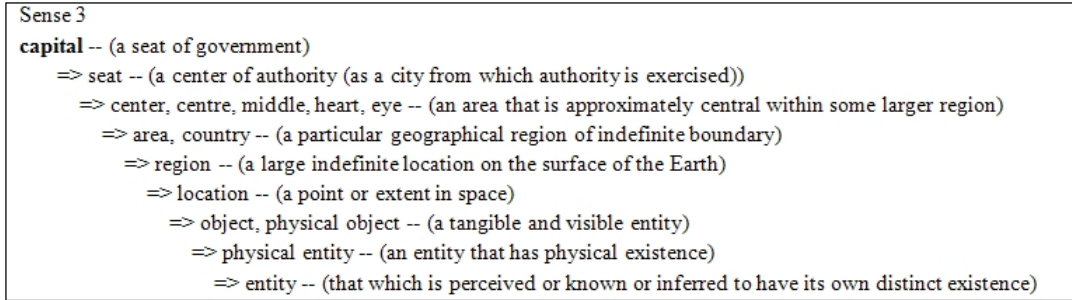 Sense 3
capital -- (a seat of government)
=> seat -- (a center of authority (as a city from which authority is exercised))
=> center, centre, middle, heart, eye -- (an area that is approximately central within some larger region)
=> area, country -- (a particular geographical region of indefinite boundary)
=> region -- (a large indefinite location on the surface of the Earth)
=> location -- (a point or extent in space)
=> object, physical object -- (a tangible and visible entity)
=> physical entity -- (an entity that has physical existence)
=> entity -- (that which is perceived or known or inferred to have its own distinct existence)